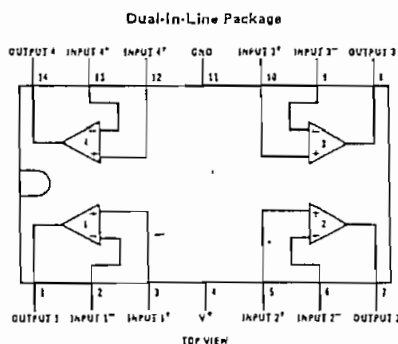 Dual-In-Line Package
OUTPUT 4 INPUT 4⁻ INPUT 4⁺ GND INPUT 3⁺ INPUT 3⁻ OUTPUT 3
14 13 12 11 10 9 8
4 − + − + 3
1 + − + − 2
1 2 3 4 5 6 7
OUTPUT 1 INPUT 1⁻ INPUT 1⁺ V⁺ INPUT 2⁺ INPUT 2⁻ OUTPUT 2
TOP VIEW